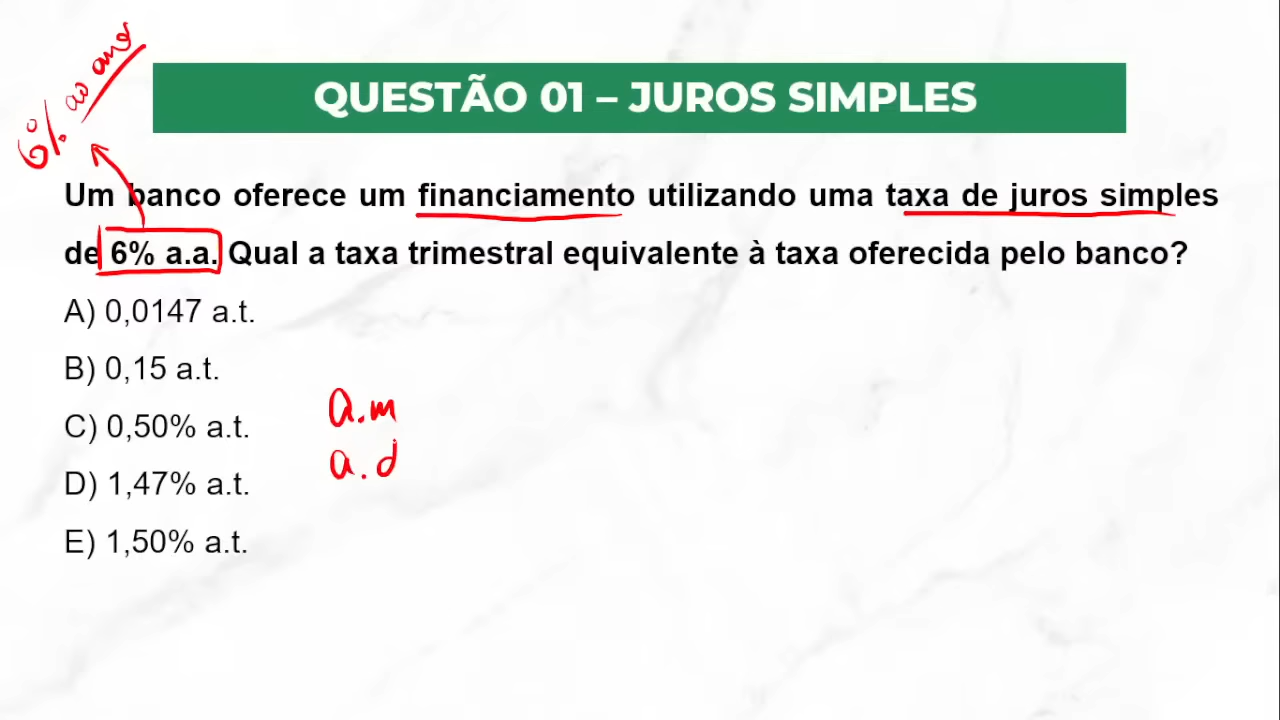 6% ao ano
QUESTÃO 01 – JUROS SIMPLES
Um banco oferece um financiamento utilizando uma taxa de juros simples
de 6% a.a. Qual a taxa trimestral equivalente à taxa oferecida pelo banco?
A) 0,0147 a.t.
B) 0,15 a.t.
a.m
C) 0,50% a.t.
a.d
D) 1,47% a.t.
E) 1,50% a.t.